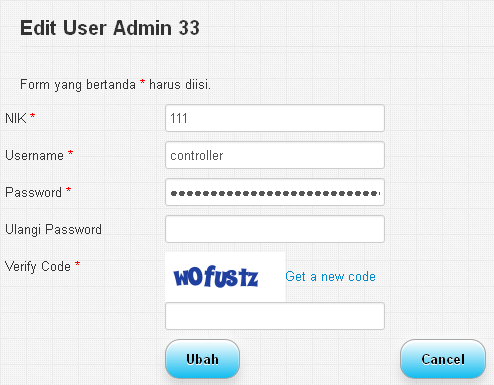 Edit User Admin 33
Form yang bertanda * harus diisi.
NIK * 111
Username * controller
Password * ••••••••••••••••••••••••••••
Ulangi Password
Verify Code * wofustz Get a new code
Ubah Cancel